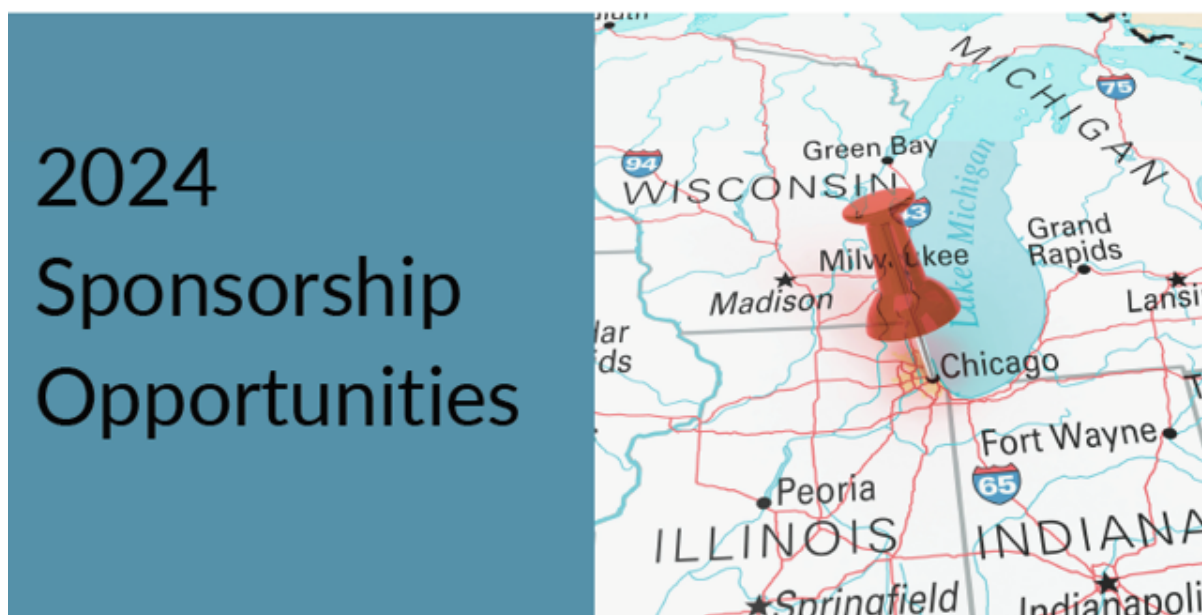 2024
Sponsorship
Opportunities
MICHIGAN
75
Green Bay
94
WISCONSIN
Lake Michigan
Grand
Rapids
Madison
Chicago
Fort Wayne
65
Peoria
ILLINOIS
INDIANA
Springfield